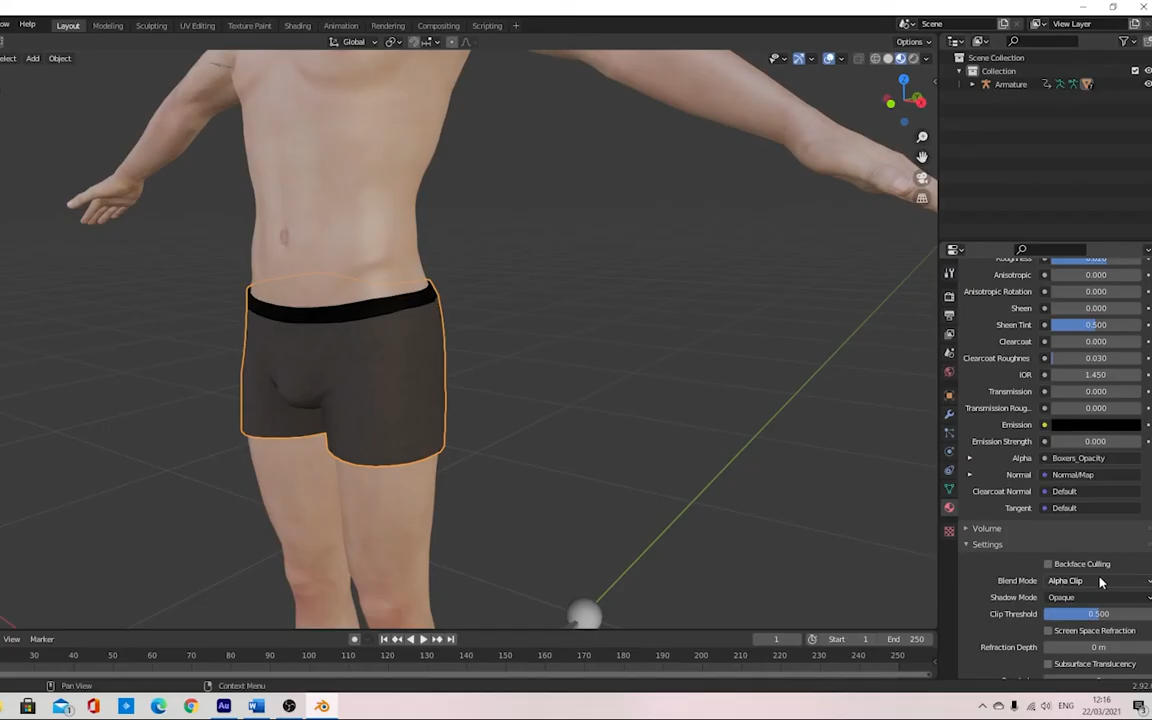 ow Help Layout Modeling Sculpting UV Editing Texture Paint Shading Animation Rendering Compositing Scripting + Scene View Layer
Global Options
elect Add Object
Scene Collection
Collection
Armature
Roughness 0.020
Anisotropic 0.000
Anisotropic Rotation 0.000
Sheen 0.000
Sheen Tint 0.500
Clearcoat 0.000
Clearcoat Roughnes 0.030
IOR 1.450
Transmission 0.000
Transmission Roug... 0.000
Emission
Emission Strength 0.000
Alpha Boxers_Opacity
Normal Normal/Map
Clearcoat Normal Default
Tangent Default
Volume
Settings
Backface Culling
Blend Mode Alpha Clip
Shadow Mode Opaque
Clip Threshold 0.500
Screen Space Refraction
Refraction Depth 0 m
Subsurface Translucency
View Marker 1 Start 1 End 250
30 40 50 60 70 80 90 100 110 120 130 140 150 160 170 180 190 200 210 220 230 240 250
Pan View Context Menu 2.92.
ENG 12:16
22/03/2021